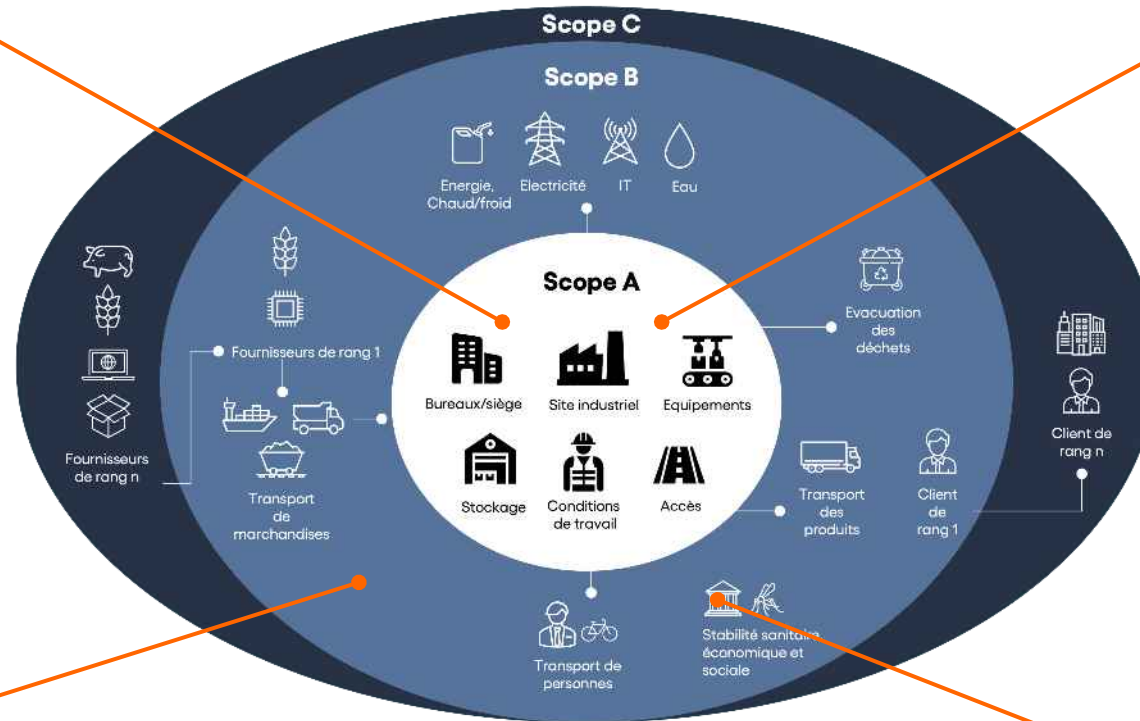 Scope C
Scope B
Energie,
Chaud/froid
Electricité
IT
Eau
Scope A
Bureaux/siège
Site industriel
Equipements
Stockage
Conditions
de travail
Accès
Fournisseurs de rang 1
Transport
de
marchandises
Fournisseurs
de rang n
Evacuation
des
déchets
Transport
des
produits
Client
de
rang 1
Client de
rang n
Transport de
personnes
Stabilité sanitaire
économique et
sociale